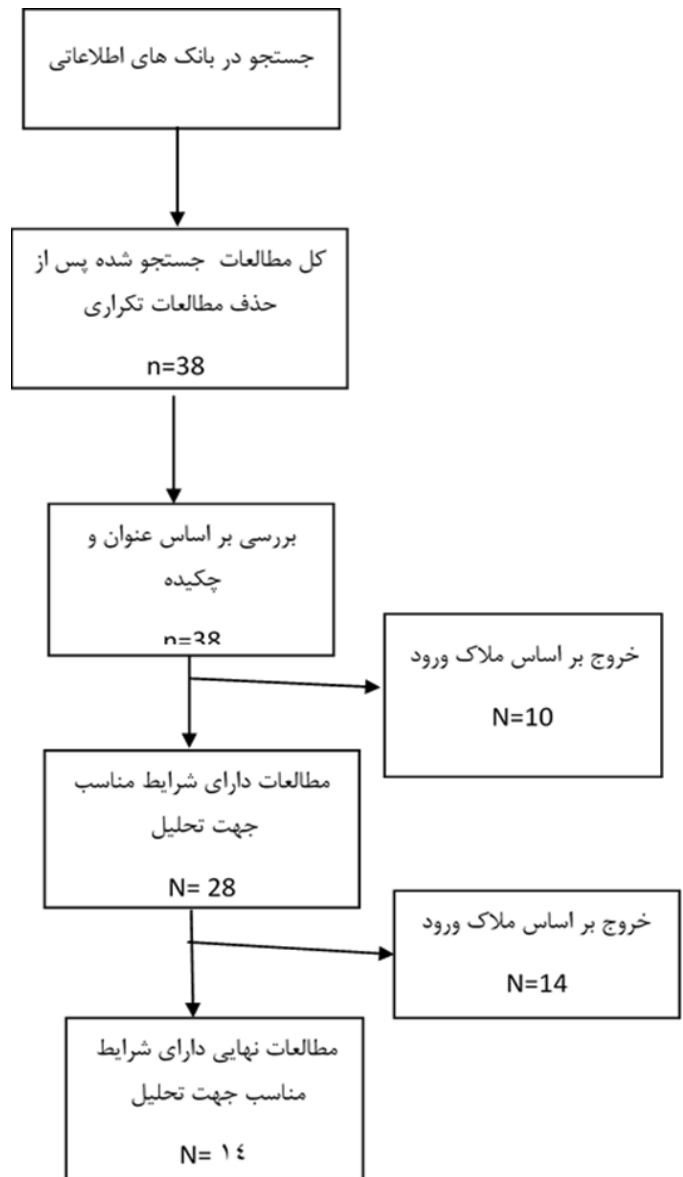 جستجو در بانک های اطلاعاتی
کل مطالعات جستجو شده پس از
حذف مطالعات تکراری
n=38
بررسی بر اساس عنوان و
چکیده
n=38
خروج بر اساس ملاک ورود
N=10
مطالعات دارای شرایط مناسب
جهت تحلیل
N= 28
خروج بر اساس ملاک ورود
N=14
مطالعات نهایی دارای شرایط
مناسب جهت تحلیل
N= ١٤